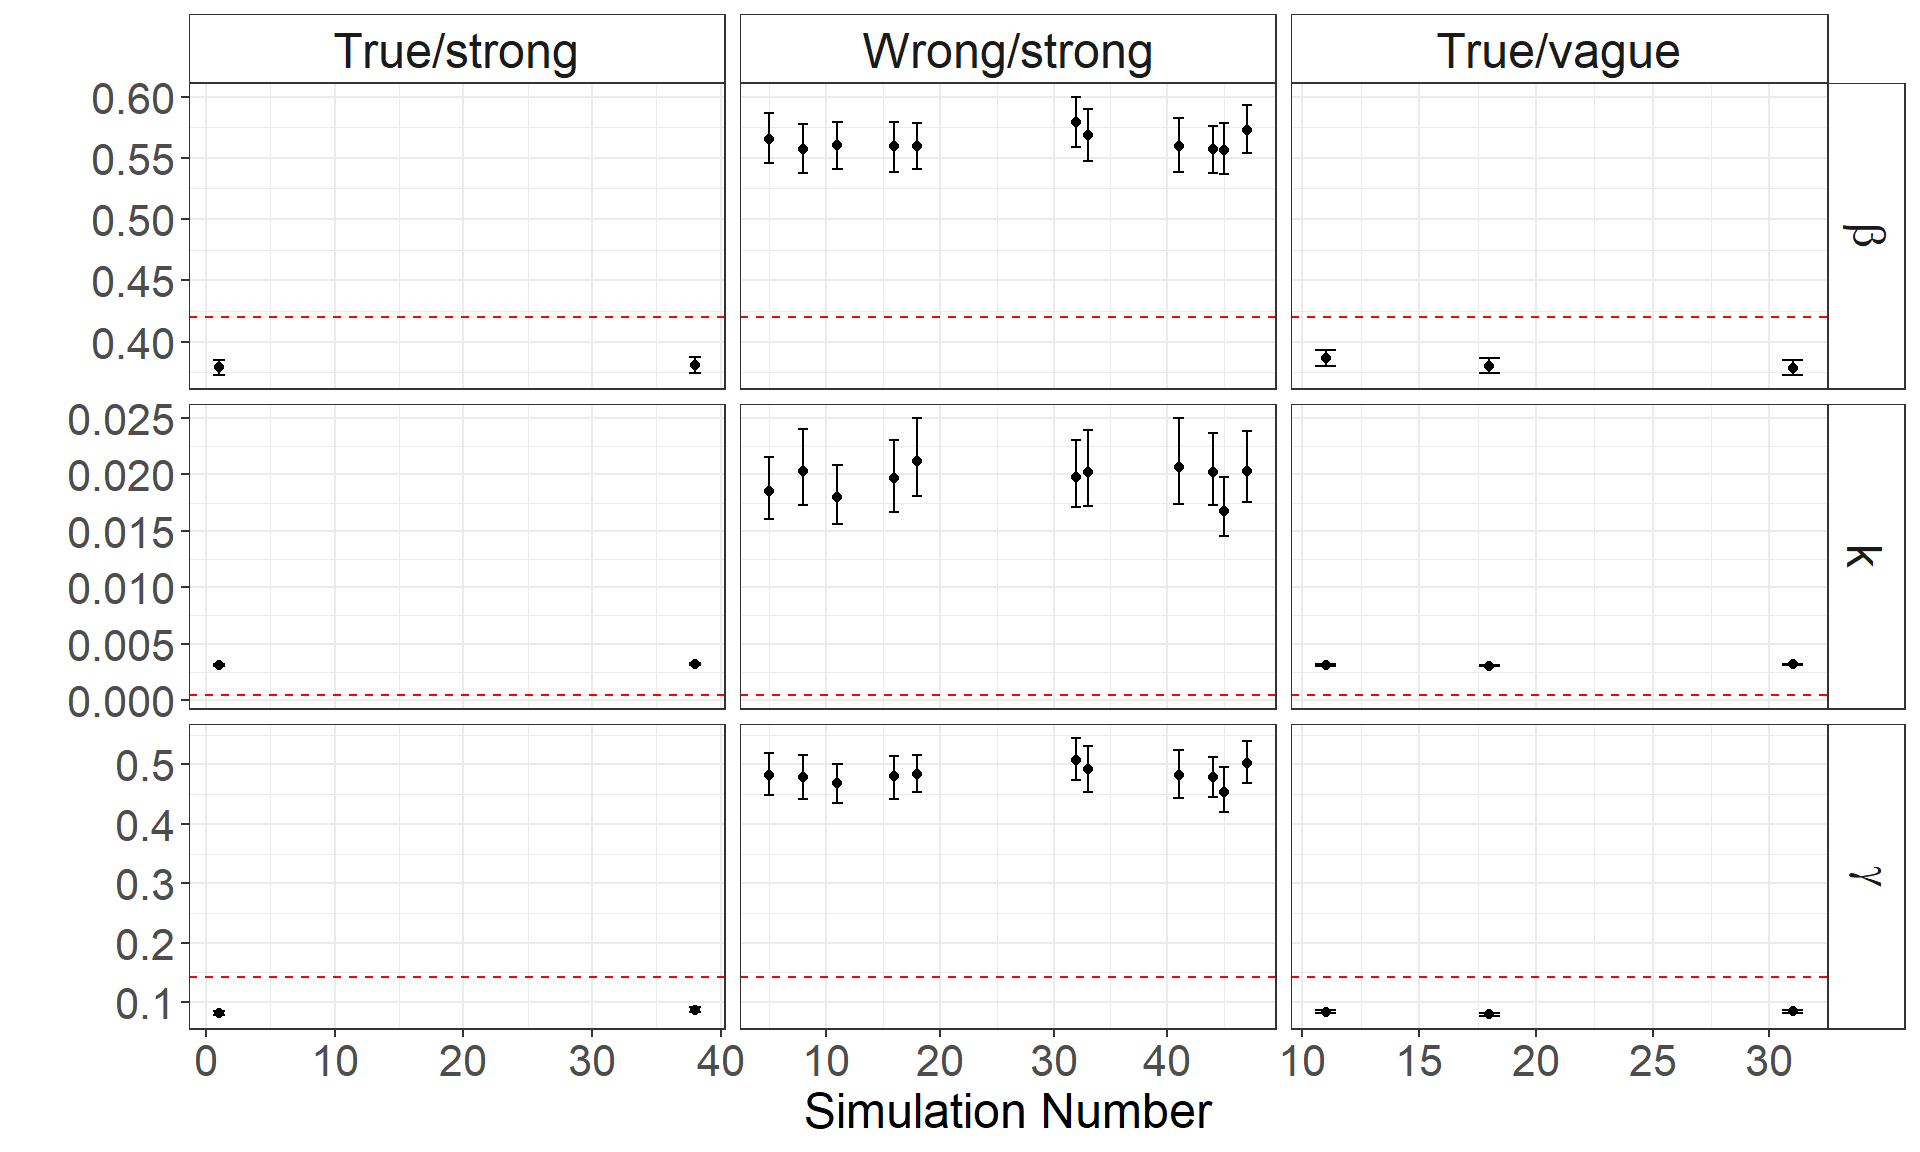 True/strong Wrong/strong True/vague
0.60
0.55
0.50
0.45
0.40
β
0.025
0.020
0.015
0.010
0.005
0.000
k
0.5
0.4
0.3
0.2
0.1
γ
0 10 20 30 40 10 20 30 40 10 15 20 25 30
Simulation Number